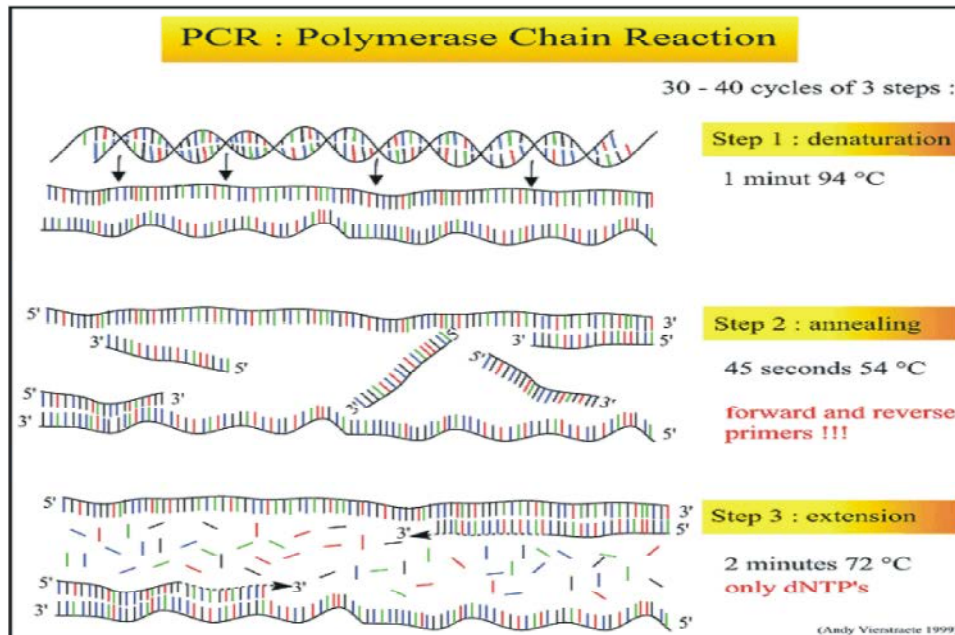 PCR : Polymerase Chain Reaction
30 - 40 cycles of 3 steps :
Step 1 : denaturation
1 minut 94 °C
5'
3'
Step 2 : annealing
3'
5'
5'
3'
5'
45 seconds 54 °C
5'
3'
3'
3'
3'
5'
forward and reverse
primers !!!
5'
3'
Step 3 : extension
3'
5'
2 minutes 72 °C
5'
3'
only dNTP's
3'
5'
(Andy Vierstraete 1999)